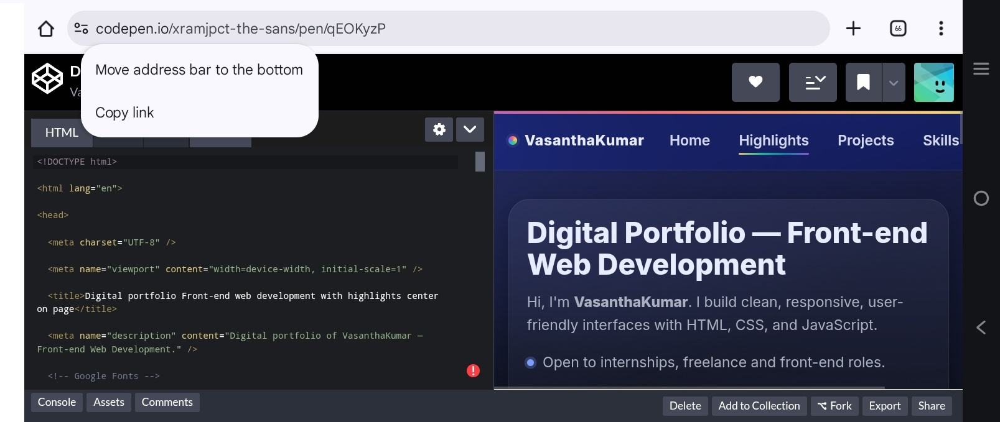 codepen.io/xramjpct-the-sans/pen/qEOKyzP
66
Move address bar to the bottom
Copy link
D
Va
HTML
<!DOCTYPE html>
<html lang="en">
<head>
<meta charset="UTF-8" />
<meta name="viewport" content="width=device-width, initial-scale=1" />
<title>Digital portfolio Front-end web development with highlights center
on page</title>
<meta name="description" content="Digital portfolio of VasanthaKumar —
Front-end Web Development." />
<!-- Google Fonts -->
VasanthaKumar Home Highlights Projects Skills
Digital Portfolio — Front-end
Web Development
Hi, I'm VasanthaKumar. I build clean, responsive, user-
friendly interfaces with HTML, CSS, and JavaScript.
Open to internships, freelance and front-end roles.
Console Assets Comments
Delete Add to Collection Fork Export Share